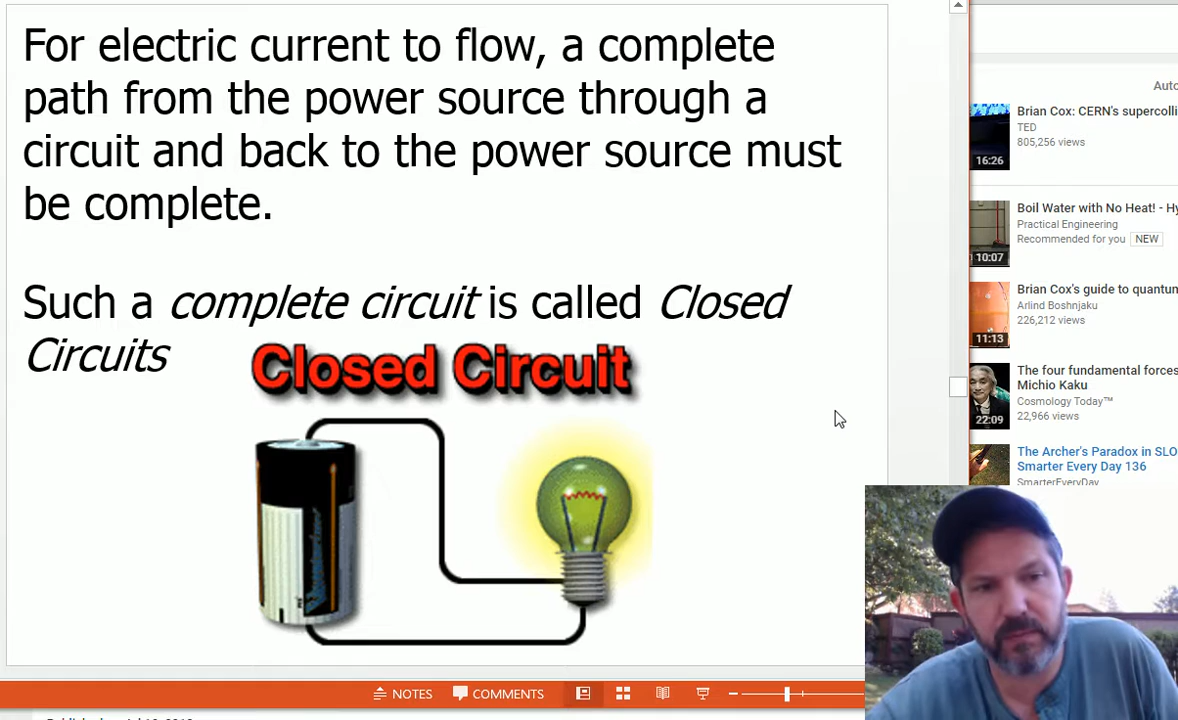 For electric current to flow, a complete
path from the power source through a
circuit and back to the power source must
be complete.
Such a complete circuit is called Closed
Circuits
Closed Circuit
NOTES
COMMENTS
Auto
Brian Cox: CERN's supercolli
TED
805,256 views
16:26
Boil Water with No Heat! - Hy
Practical Engineering
Recommended for you NEW
10:07
Brian Cox's guide to quantu
Arlind Boshnjaku
226,212 views
11:13
The four fundamental forces
Michio Kaku
Cosmology Today™
22,966 views
22:09
The Archer's Paradox in SLO
Smarter Every Day 136
SmarterEveryDay